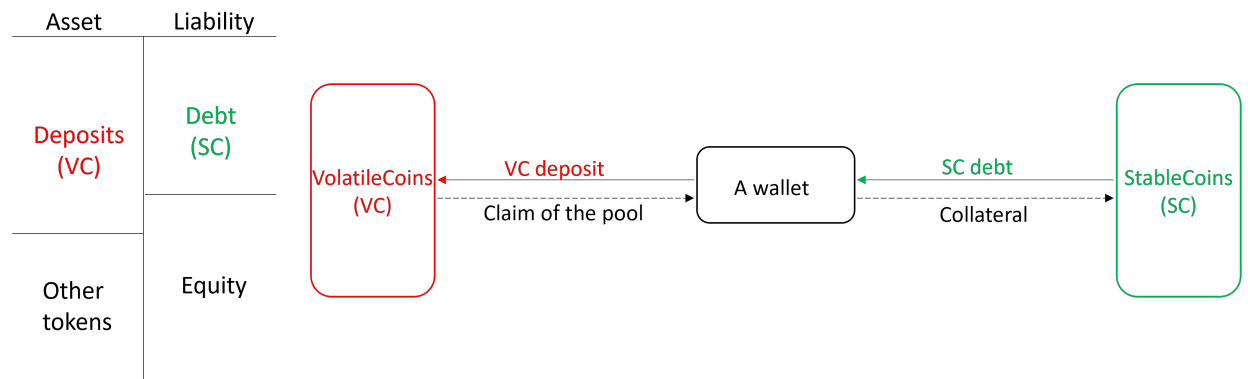 Asset
Liability
Deposits
(VC)
Debt
(SC)
Other
tokens
Equity
VolatileCoins
(VC)
VC deposit
Claim of the pool
A wallet
SC debt
Collateral
StableCoins
(SC)